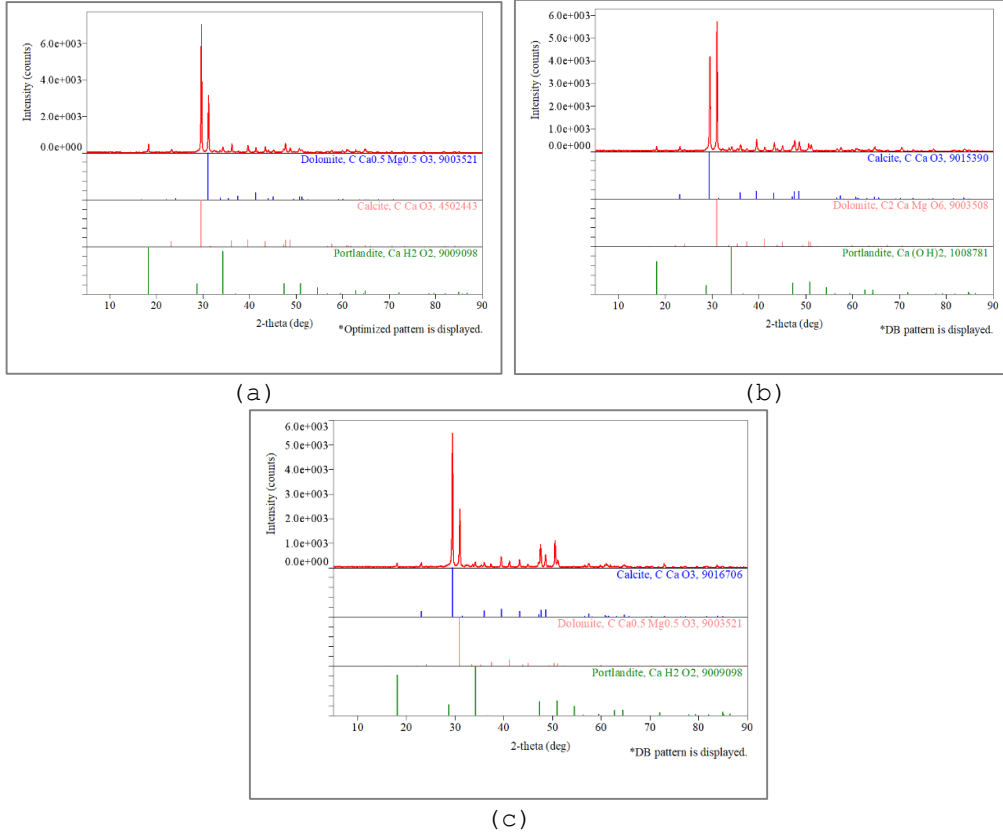 Intensity (counts)
6.0e+003
4.0e+003
2.0e+003
0.0e+000
Dolomite, C Ca0.5 Mg0.5 O3, 9003521
Calcite, C Ca O3, 4502443
Portlandite, Ca H2 O2, 9009098
10 20 30 40 50 60 70 80 90
2-theta (deg)
*Optimized pattern is displayed.
(a)
Intensity (counts)
6.0e+003
5.0e+003
4.0e+003
3.0e+003
2.0e+003
1.0e+003
0.0e+000
Calcite, C Ca O3, 9015390
Dolomite, C2 Ca Mg O6, 9003508
Portlandite, Ca (O H)2, 1008781
10 20 30 40 50 60 70 80 90
2-theta (deg)
*DB pattern is displayed.
(b)
Intensity (counts)
6.0e+003
5.0e+003
4.0e+003
3.0e+003
2.0e+003
1.0e+003
0.0e+000
Calcite, C Ca O3, 9016706
Dolomite, C Ca0.5 Mg0.5 O3, 9003521
Portlandite, Ca H2 O2, 9009098
10 20 30 40 50 60 70 80 90
2-theta (deg)
*DB pattern is displayed.
(c)